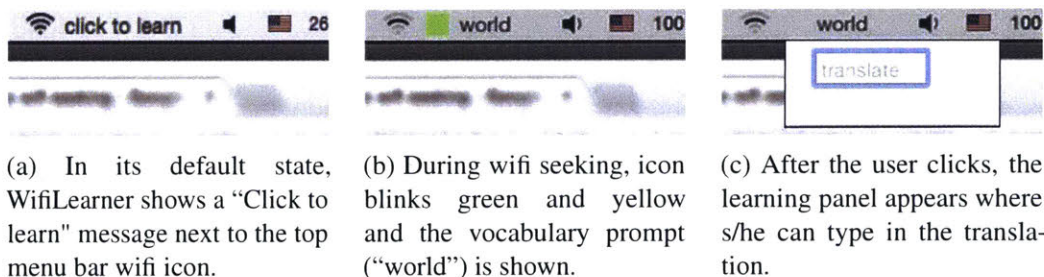 click to learn 26
world 100
world 100
translate
(a) In its default state,
WifiLearner shows a “Click to
learn" message next to the top
menu bar wifi icon.
(b) During wifi seeking, icon
blinks green and yellow
and the vocabulary prompt
(“world”) is shown.
(c) After the user clicks, the
learning panel appears where
s/he can type in the transla-
tion.